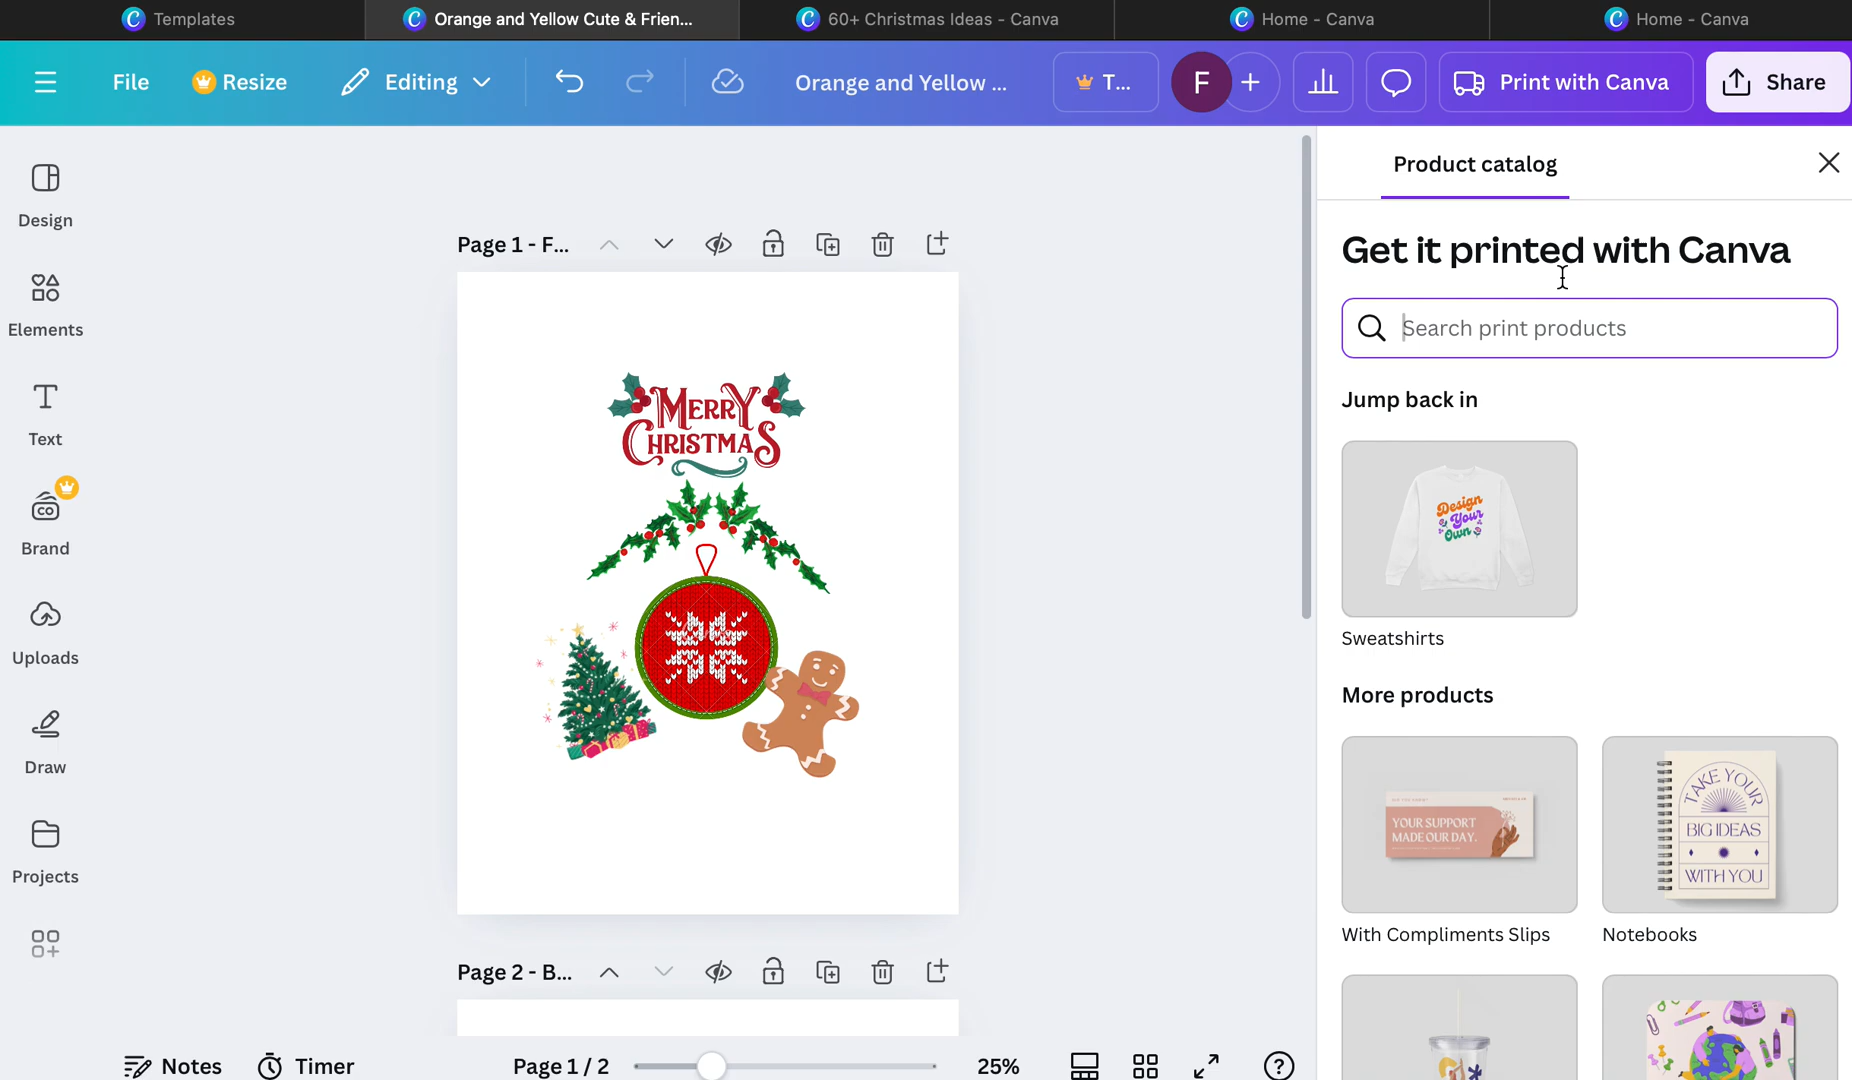 Templates
Orange and Yellow Cute & Frien...
60+ Christmas Ideas - Canva
Home - Canva
Home - Canva
File
Resize
Editing
Orange and Yellow ...
T...
F
Print with Canva
Share
Design
Elements
Text
Brand
Uploads
Draw
Projects
Page 1 - F...
MERRY
CHRISTMAS
Page 2 - B...
Product catalog
Get it printed with Canva
Search print products
Jump back in
Design
Your
Own
Sweatshirts
More products
YOUR SUPPORT
MADE OUR DAY.
With Compliments Slips
TAKE YOUR
BIG IDEAS
WITH YOU
Notebooks
Notes
Timer
Page 1 / 2
25%